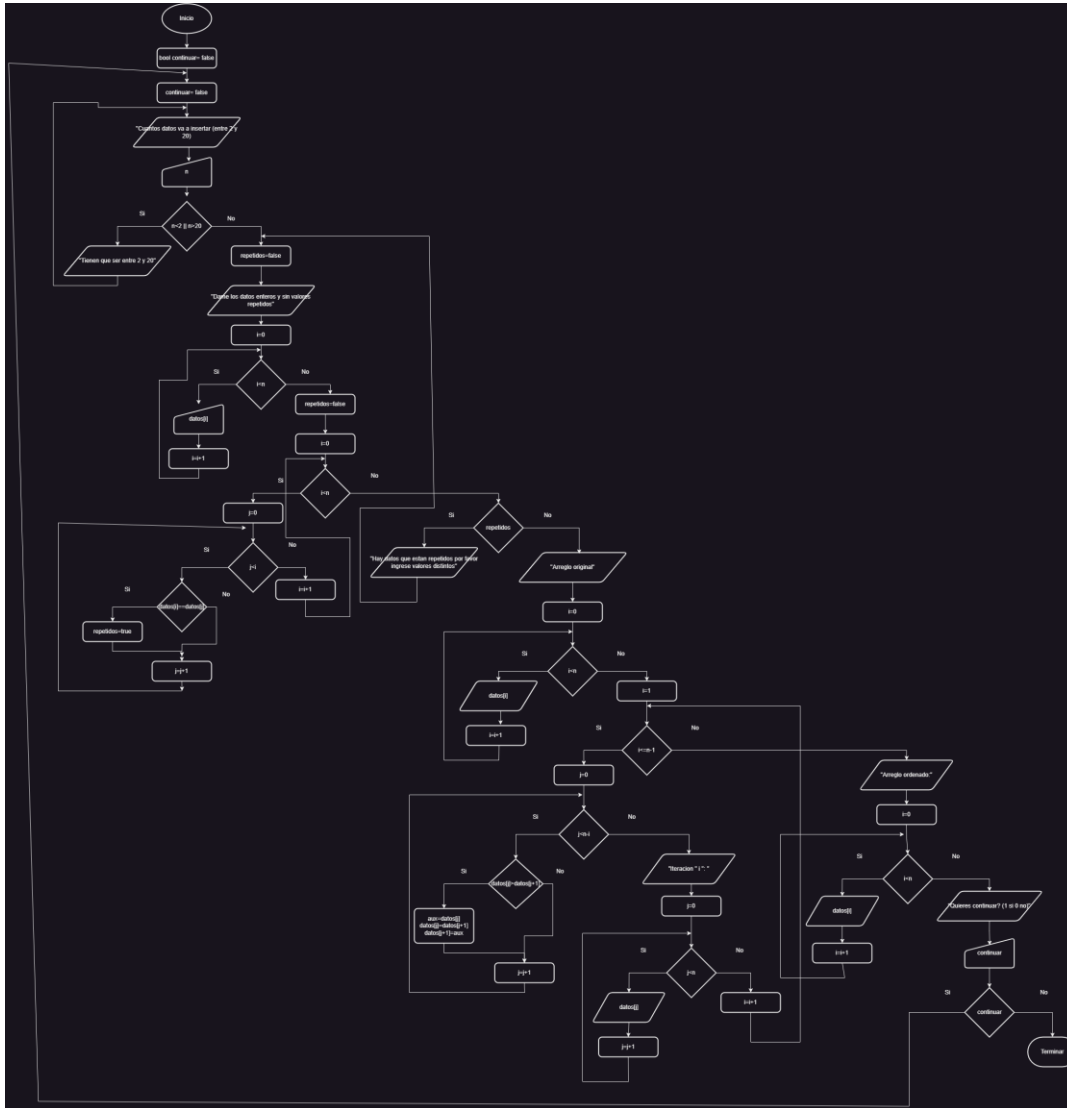 Inicio
bool continuar= false
continuar= false
"Cuantos datos va a insertar (entre 2 y
20)
n
Si
n<2 || n>20
No
"Tienen que ser entre 2 y 20"
repetidos=false
"Dame los datos enteros y sin valores
repetidos"
i=0
Si
i<n
No
datos[i]
i=i+1
repetidos=false
i=0
Si
i<n
No
j=0
Si
j<i
No
i=i+1
Si
No
repetidos=true
j=j+1
Si
repetidos
No
"Hay datos que estan repetidos por favor
ingrese valores distintos"
"Arreglo original"
i=0
Si
i<n
No
datos[i]
i=i+1
i=1
Si
i<=n-1
No
j=0
Si
j<n-i
No
Si
datos[j]>datos[j+1]
No
aux=datos[j]
datos[j]=datos[j+1]
datos[j+1]=aux
j=j+1
"Iteracion " i ": "
j=0
Si
j<n
No
datos[j]
j=j+1
i=i+1
"Arreglo ordenado:"
i=0
Si
i<n
No
datos[i]
i=i+1
"Quieres continuar? (1 si 0 no)"
continuar
Si
continuar
No
Terminar